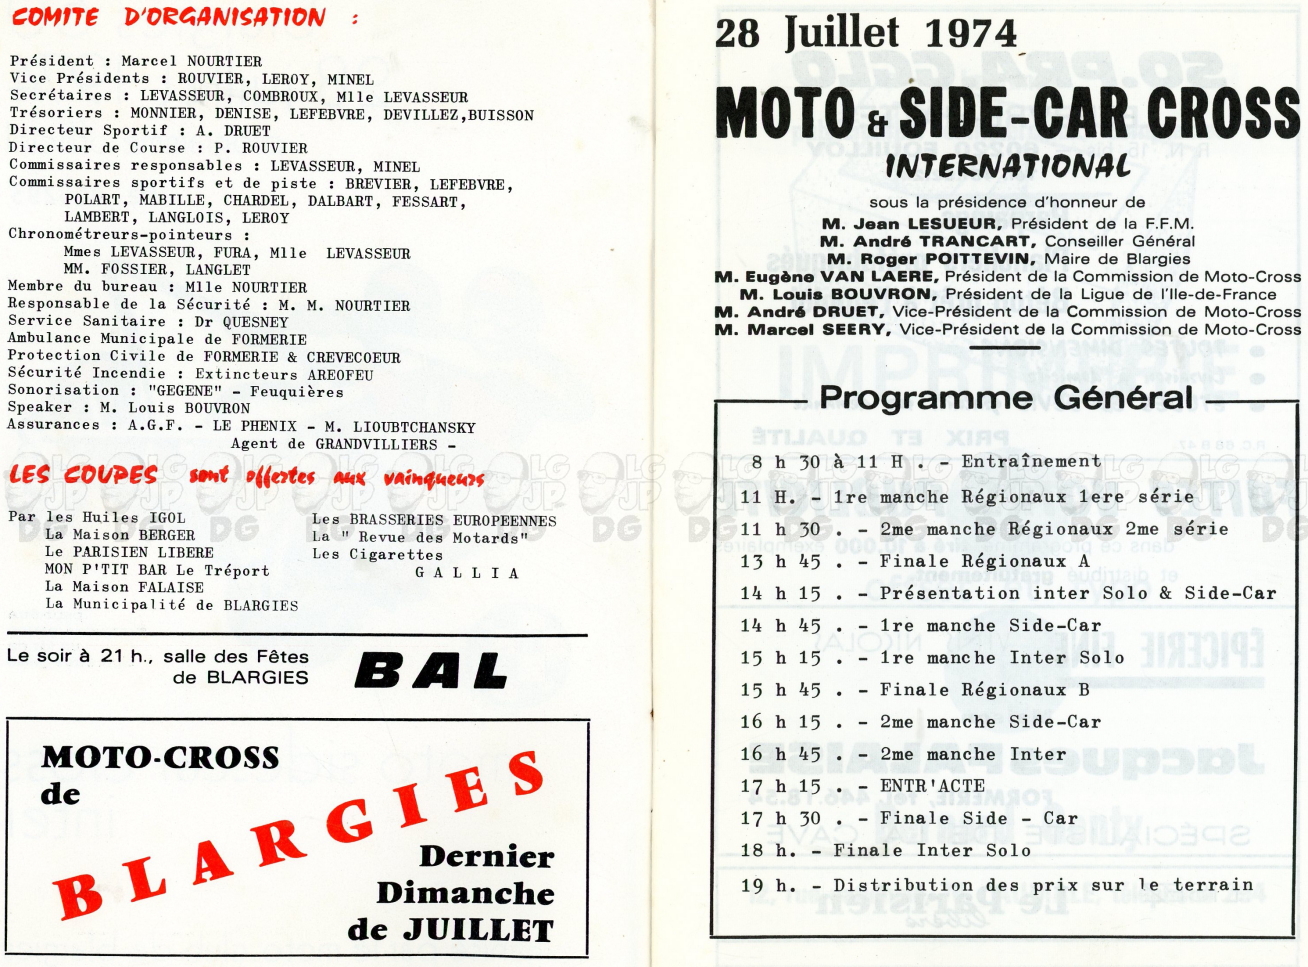 COMITE D'ORGANISATION :
Président : Marcel NOURTIER
Vice Présidents : ROUVIER, LEROY, MINEL
Secrétaires : LEVASSEUR, COMBROUX, Mlle LEVASSEUR
Trésoriers : MONNIER, DENISE, LEFEBVRE, DEVILLEZ,BUISSON
Directeur Sportif : A. DRUET
Directeur de Course : P. ROUVIER
Commissaires responsables : LEVASSEUR, MINEL
Commissaires sportifs et de piste : BREVIER, LEFEBVRE,
POLART, MABILLE, CHARDEL, DALBART, FESSART,
LAMBERT, LANGLOIS, LEROY
Chronométreurs-pointeurs :
Mmes LEVASSEUR, FURA, Mlle LEVASSEUR
MM. FOSSIER, LANGLET
Membre du bureau : Mlle NOURTIER
Responsable de la Sécurité : M. M. NOURTIER
Service Sanitaire : Dr QUESNEY
Ambulance Municipale de FORMERIE
Protection Civile de FORMERIE & CREVECOEUR
Sécurité Incendie : Extincteurs AREOFEU
Sonorisation : "GEGENE" - Feuquières
Speaker : M. Louis BOUVRON
Assurances : A.G.F. - LE PHENIX - M. LIOUBTCHANSKY
Agent de GRANDVILLIERS -
LES COUPES sont offertes aux vainqueurs
Par les Huiles IGOL
La Maison BERGER
Le PARISIEN LIBERE
MON P'TIT BAR Le Tréport
La Maison FALAISE
La Municipalité de BLARGIES
Les BRASSERIES EUROPEENNES
La " Revue des Motards"
Les Cigarettes
G A L L I A
Le soir à 21 h., salle des Fêtes
de BLARGIES
BAL
MOTO-CROSS
de
BLARGIES
Dernier
Dimanche
de JUILLET
28 Juillet 1974
MOTO & SIDE-CAR CROSS
INTERNATIONAL
sous la présidence d'honneur de
M. Jean LESUEUR, Président de la F.F.M.
M. André TRANCART, Conseiller Général
M. Roger POITTEVIN, Maire de Blargies
M. Eugène VAN LAERE, Président de la Commission de Moto-Cross
M. Louis BOUVRON, Président de la Ligue de l'Ile-de-France
M. André DRUET, Vice-Président de la Commission de Moto-Cross
M. Marcel SEERY, Vice-Président de la Commission de Moto-Cross
Programme Général
8 h 30 à 11 H . - Entraînement
11 H. - 1re manche Régionaux 1ere série
11 h 30 . - 2me manche Régionaux 2me série
13 h 45 . - Finale Régionaux A
14 h 15 . - Présentation inter Solo & Side-Car
14 h 45 . - 1re manche Side-Car
15 h 15 . - 1re manche Inter Solo
15 h 45 . - Finale Régionaux B
16 h 15 . - 2me manche Side-Car
16 h 45 . - 2me manche Inter
17 h 15 . - ENTR'ACTE
17 h 30 . - Finale Side - Car
18 h. - Finale Inter Solo
19 h. - Distribution des prix sur le terrain